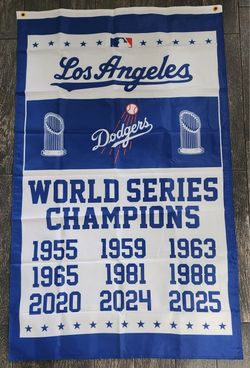 Los Angeles
Dodgers
WORLD SERIES
CHAMPIONS
1955 1959 1963
1965 1981 1988
2020 2024 2025